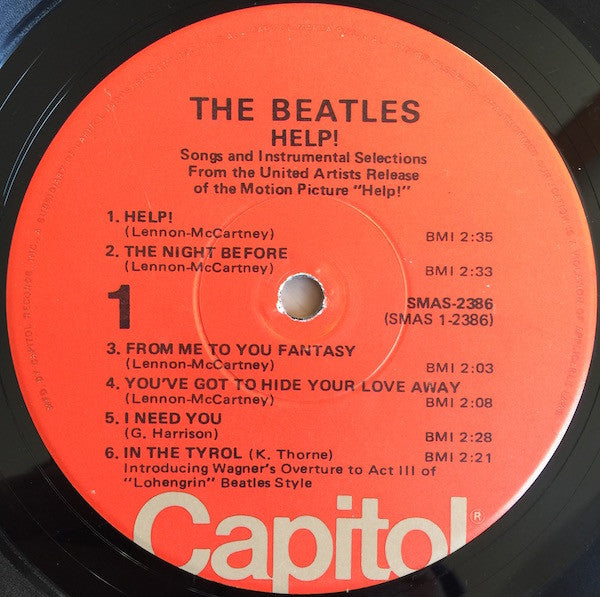 THE BEATLES
HELP!
Songs and Instrumental Selections
From the United Artists Release
of the Motion Picture "Help!"
1. HELP!
(Lennon-McCartney) BMI 2:35
2. THE NIGHT BEFORE
(Lennon-McCartney) BMI 2:33
1
SMAS-2386
(SMAS 1-2386)
3. FROM ME TO YOU FANTASY
(Lennon-McCartney) BMI 2:03
4. YOU'VE GOT TO HIDE YOUR LOVE AWAY
(Lennon-McCartney) BMI 2:08
5. I NEED YOU
(G. Harrison) BMI 2:28
6. IN THE TYROL (K. Thorne) BMI 2:21
Introducing Wagner's Overture to Act III of
"Lohengrin" Beatles Style
Capitol®